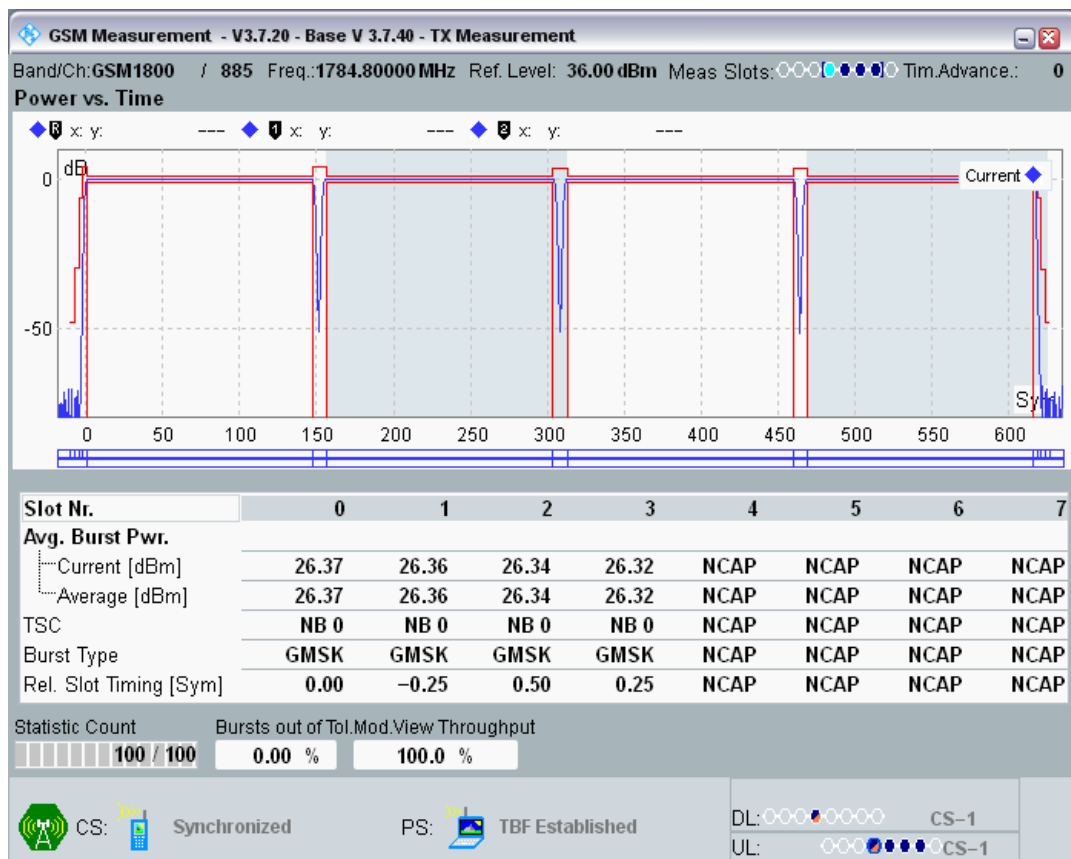 GSM Measurement - V3.7.20 - Base V 3.7.40 - TX Measurement
Band/Ch:GSM1800 / 885 Freq.:1784.80000 MHz Ref. Level: 36.00 dBm Meas Slots: Tim.Advance.: 0
Power vs. Time
R x: y: --- 1 x: y: --- 2 x: y: ---
dB
0
Current
-50
0 50 100 150 200 250 300 350 400 450 500 550 600
Slot Nr. 0 1 2 3 4 5 6 7
Avg. Burst Pwr.
Current [dBm] 26.37 26.36 26.34 26.32 NCAP NCAP NCAP NCAP
Average [dBm] 26.37 26.36 26.34 26.32 NCAP NCAP NCAP NCAP
TSC NB 0 NB 0 NB 0 NB 0 NCAP NCAP NCAP NCAP
Burst Type GMSK GMSK GMSK GMSK NCAP NCAP NCAP NCAP
Rel. Slot Timing [Sym] 0.00 −0.25 0.50 0.25 NCAP NCAP NCAP NCAP
Statistic Count Bursts out of Tol.Mod.View Throughput
100 / 100 0.00 % 100.0 %
CS: Synchronized PS: TBF Established DL: CS−1
UL: CS−1